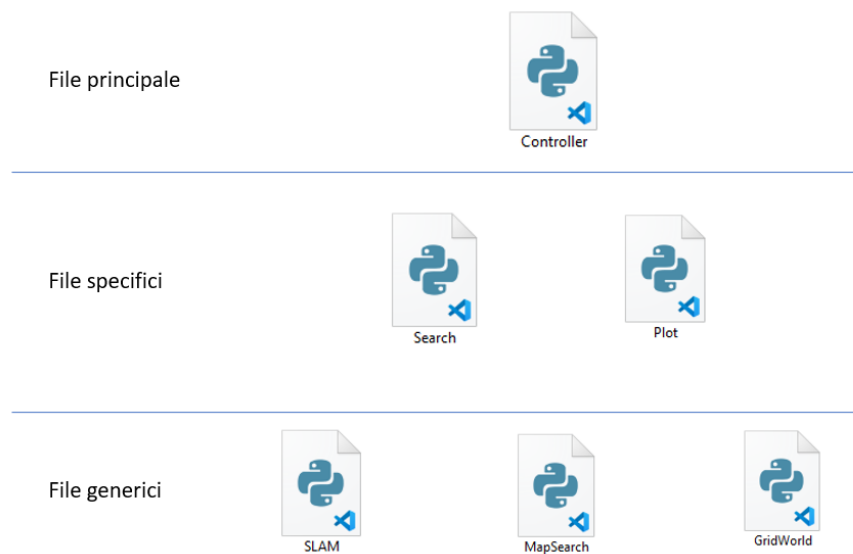 File principale
Controller
File specifici
Search
Plot
File generici
SLAM
MapSearch
GridWorld